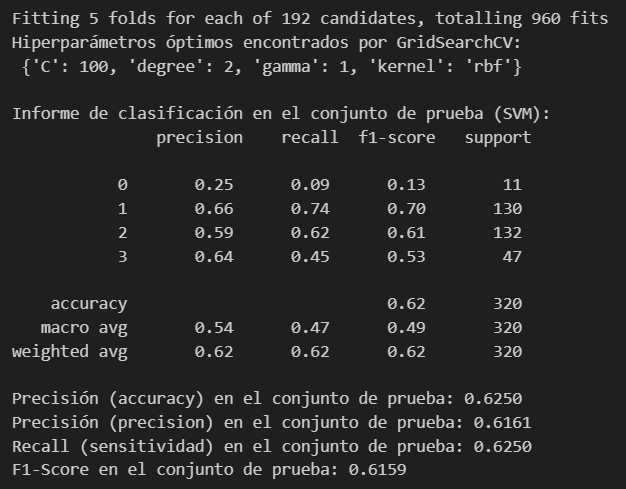 Fitting 5 folds for each of 192 candidates, totalling 960 fits
Hiperparámetros óptimos encontrados por GridSearchCV:
{'C': 100, 'degree': 2, 'gamma': 1, 'kernel': 'rbf'}
Informe de clasificación en el conjunto de prueba (SVM):
precision recall f1-score support
0 0.25 0.09 0.13 11
1 0.66 0.74 0.70 130
2 0.59 0.62 0.61 132
3 0.64 0.45 0.53 47
accuracy 0.62 320
macro avg 0.54 0.47 0.49 320
weighted avg 0.62 0.62 0.62 320
Precisión (accuracy) en el conjunto de prueba: 0.6250
Precisión (precision) en el conjunto de prueba: 0.6161
Recall (sensitividad) en el conjunto de prueba: 0.6250
F1-Score en el conjunto de prueba: 0.6159